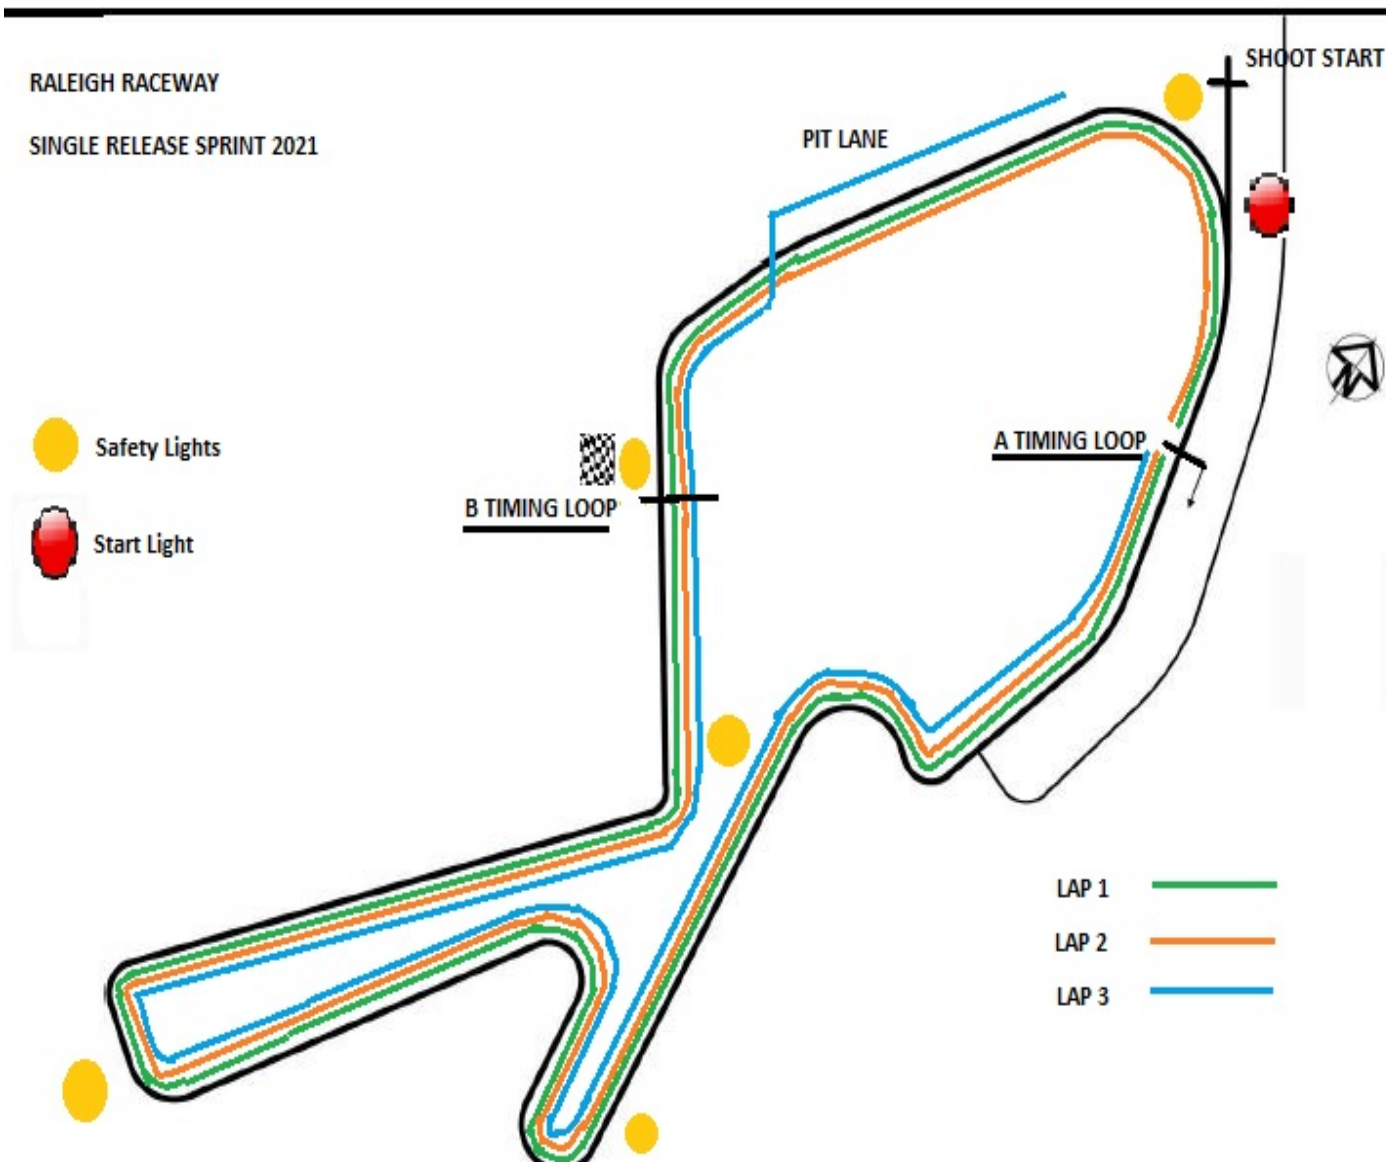 RALEIGH RACEWAY
SINGLE RELEASE SPRINT 2021
SHOOT START
PIT LANE
A TIMING LOOP
B TIMING LOOP
Safety Lights
Start Light
N
LAP 1
LAP 2
LAP 3